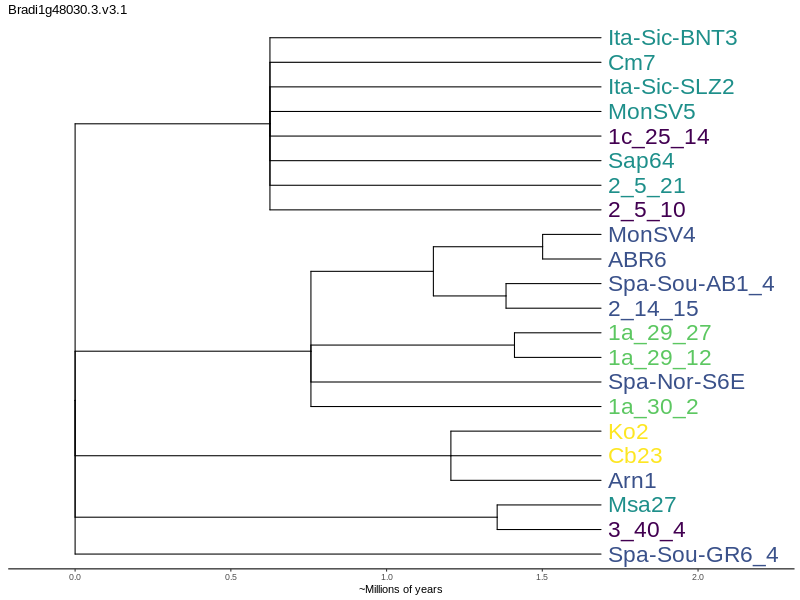 Bradi1g48030.3.v3.1
Ita-Sic-BNT3
Cm7
Ita-Sic-SLZ2
MonSV5
1c_25_14
Sap64
2_5_21
2_5_10
MonSV4
ABR6
Spa-Sou-AB1_4
2_14_15
1a_29_27
1a_29_12
Spa-Nor-S6E
1a_30_2
Ko2
Cb23
Arn1
Msa27
3_40_4
Spa-Sou-GR6_4
0.0 0.5 1.0 1.5 2.0
~Millions of years